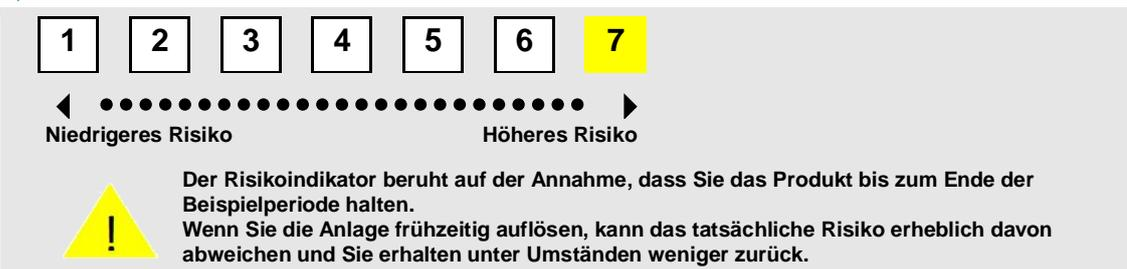 1 2 3 4 5 6 7
Niedrigeres Risiko Höheres Risiko
Der Risikoindikator beruht auf der Annahme, dass Sie das Produkt bis zum Ende der
Beispielperiode halten.
Wenn Sie die Anlage frühzeitig auflösen, kann das tatsächliche Risiko erheblich davon
abweichen und Sie erhalten unter Umständen weniger zurück.
!